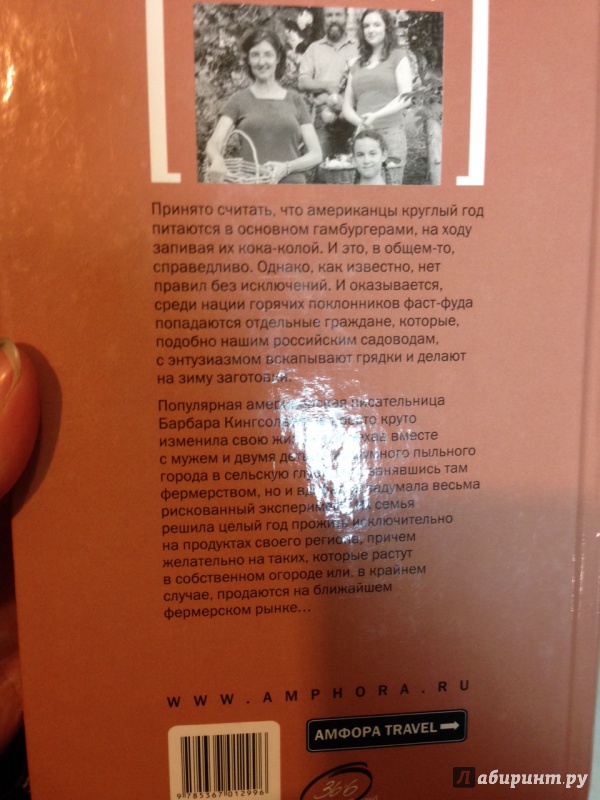 Принято считать, что американцы круглый год
питаются в основном гамбургерами, на ходу
запивая их кока-колой. И это, в общем-то,
справедливо. Однако, как известно, нет
правил без исключений. И оказывается,
среди нации горячих поклонников фаст-фуда
попадаются отдельные граждане, которые,
подобно нашим российским садоводам,
с энтузиазмом вскапывают грядки и делают
на зиму заготовки.
Популярная американская писательница
Барбара круто
изменила свою вместе
с мужем и двумя пыльного
города в сельскую занявшись там
фермерством, но и весьма
рискованный семья
решила целый год прожить исключительно
на продуктах своего региона, причем
желательно на таких, которые растут
в собственном огороде или, в крайнем
случае, продаются на ближайшем
фермерском рынке...
WWW.AMPHORA.RU
АМФОРА TRAVEL
9 785367 012996
366
Лабиринт.ру